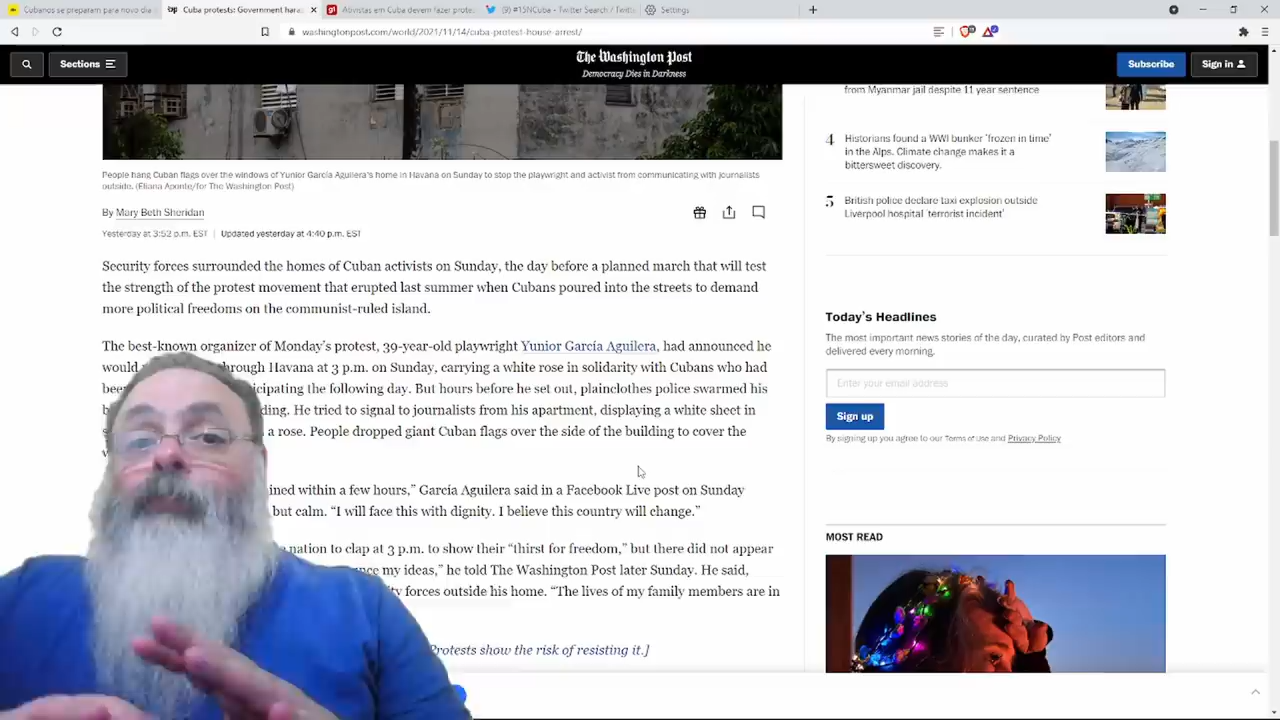 Cubanos se preparam para novo dia
Cuba protests: Government hara
Ativistas em Cuba devem fazer protes
(9) #15NCuba - Twitter Search / Twitt
Settings
washingtonpost.com/world/2021/11/14/cuba-protest-house-arrest/
Sections
The Washington Post
Democracy Dies in Darkness
Subscribe
Sign in
People hang Cuban flags over the windows of Yunior García Aguilera's home in Havana on Sunday to stop the playwright and activist from communicating with journalists
outside. (Eliana Aponte/for The Washington Post)
By Mary Beth Sheridan
Yesterday at 3:52 p.m. EST | Updated yesterday at 4:40 p.m. EST
Security forces surrounded the homes of Cuban activists on Sunday, the day before a planned march that will test
the strength of the protest movement that erupted last summer when Cubans poured into the streets to demand
more political freedoms on the communist-ruled island.
The best-known organizer of Monday's protest, 39-year-old playwright Yunior García Aguilera, had announced he
would through Havana at 3 p.m. on Sunday, carrying a white rose in solidarity with Cubans who had
been icipating the following day. But hours before he set out, plainclothes police swarmed his
b ding. He tried to signal to journalists from his apartment, displaying a white sheet in
s a rose. People dropped giant Cuban flags over the side of the building to cover the
w
ined within a few hours,” García Aguilera said in a Facebook Live post on Sunday
but calm. “I will face this with dignity. I believe this country will change.”
nation to clap at 3 p.m. to show their “thirst for freedom,” but there did not appear
nce my ideas,” he told The Washington Post later Sunday. He said,
ty forces outside his home. “The lives of my family members are in
Protests show the risk of resisting it.]
from Myanmar jail despite 11 year sentence
4 Historians found a WWI bunker ‘frozen in time’
in the Alps. Climate change makes it a
bittersweet discovery.
5 British police declare taxi explosion outside
Liverpool hospital ‘terrorist incident’
Today's Headlines
The most important news stories of the day, curated by Post editors and
delivered every morning.
Enter your email address
Sign up
By signing up you agree to our Terms of Use and Privacy Policy
MOST READ